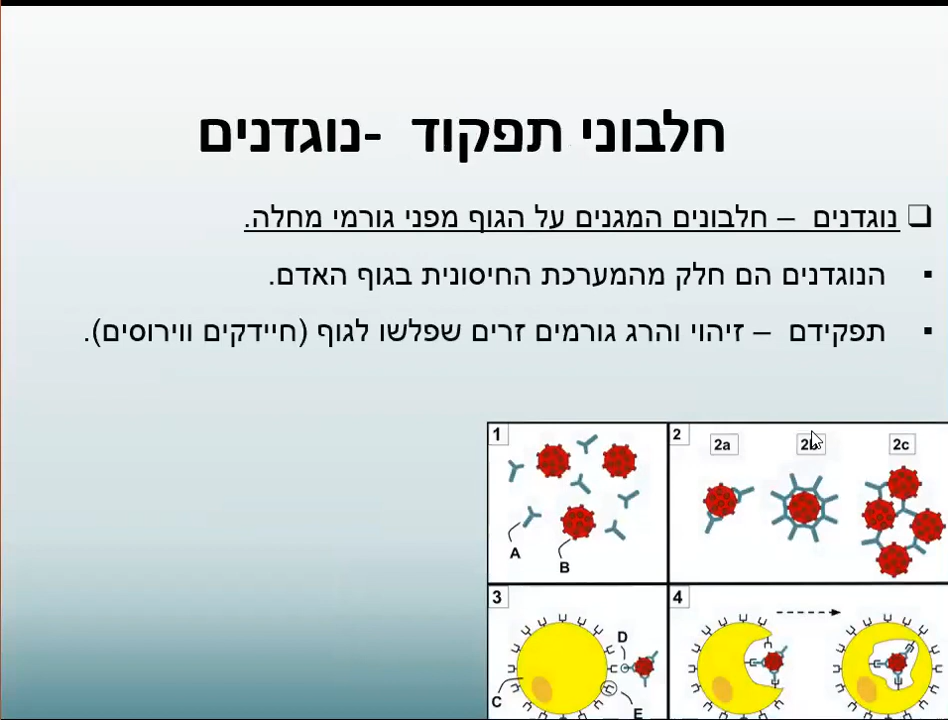 חלבוני תפקוד -נוגדנים
❑ נוגדנים – חלבונים המגנים על הגוף מפני גורמי מחלה.
▪ הנוגדנים הם חלק מהמערכת החיסונית בגוף האדם.
▪ תפקידם – זיהוי והרג גורמים זרים שפלשו לגוף (חיידקים ווירוסים).
1
A
B
2
2a
2b
2c
3
C
D
E
4